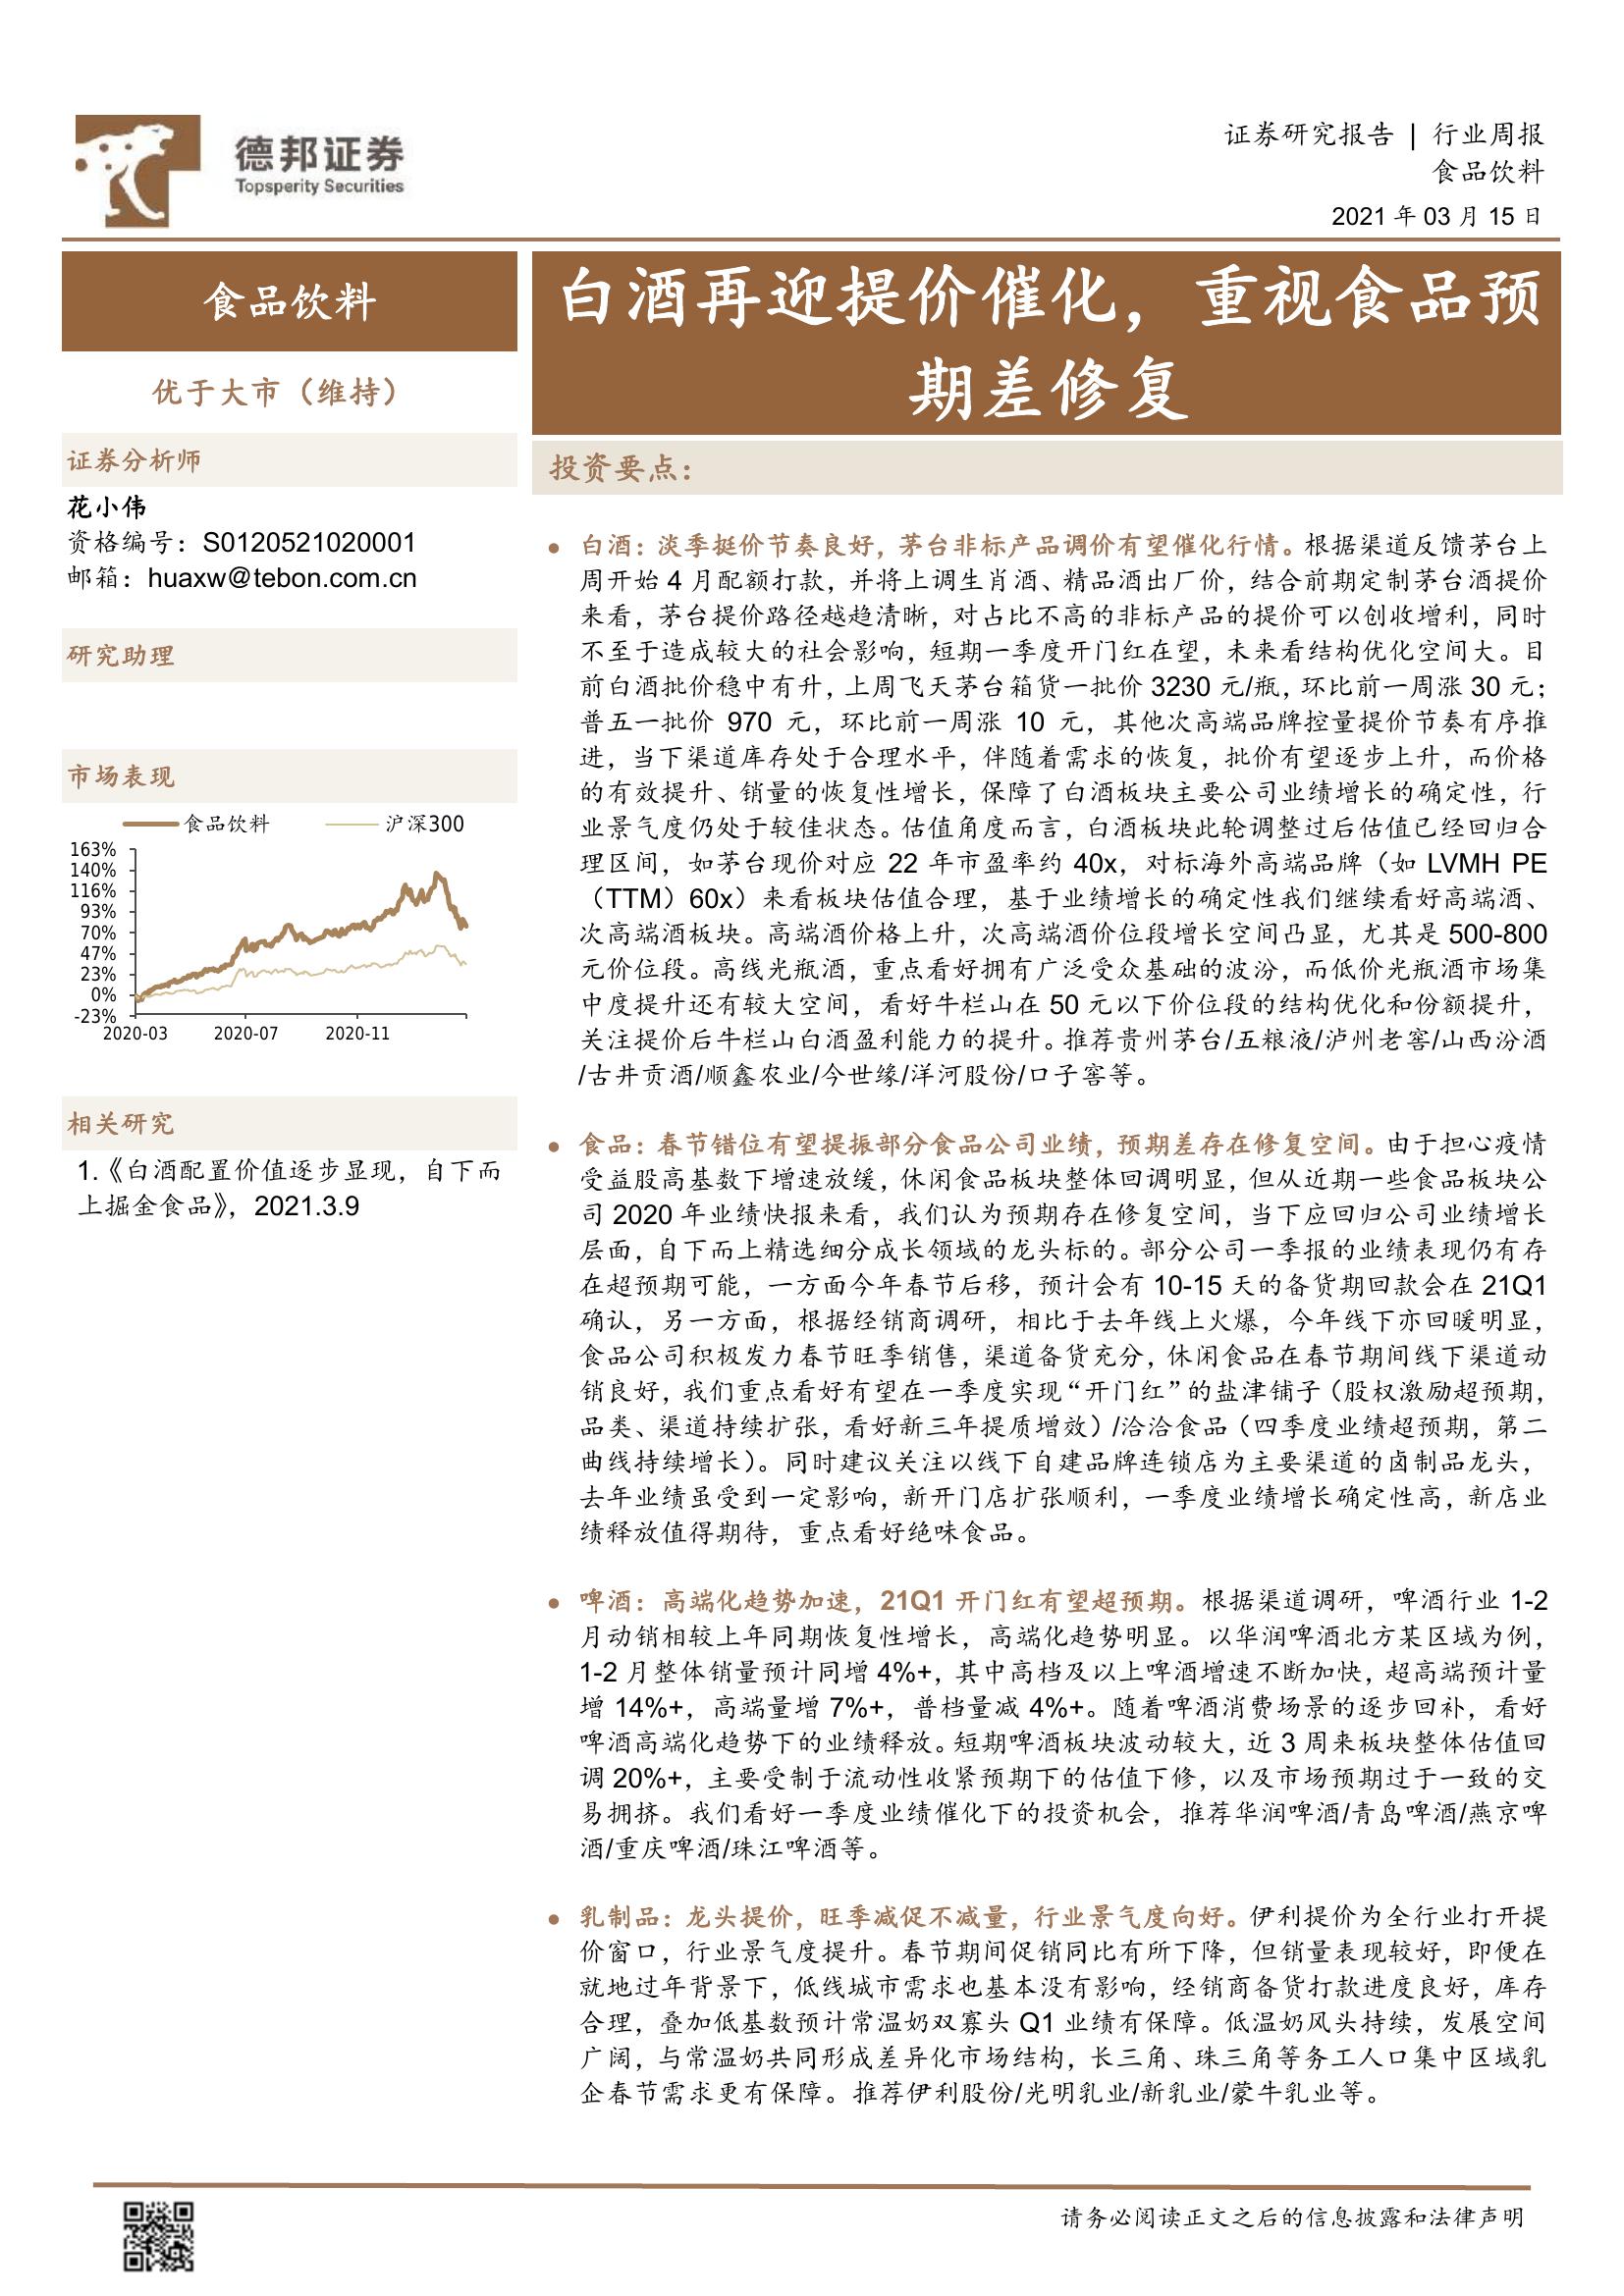 德邦证券
Topsperity Securities
证券研究报告 | 行业周报
食品饮料
2021 年 03 月 15 日
食品饮料
优于大市（维持）
证券分析师
花小伟
资格编号：S0120521020001
邮箱：huaxw@tebon.com.cn
研究助理
市场表现
食品饮料 沪深300
163%
140%
116%
93%
70%
47%
23%
0%
-23%
2020-03 2020-07 2020-11
相关研究
1.《白酒配置价值逐步显现，自下而
上掘金食品》，2021.3.9
白酒再迎提价催化，重视食品预
期差修复
投资要点：
● 白酒：淡季挺价节奏良好，茅台非标产品调价有望催化行情。根据渠道反馈茅台上
周开始 4 月配额打款，并将上调生肖酒、精品酒出厂价，结合前期定制茅台酒提价
来看，茅台提价路径越趋清晰，对占比不高的非标产品的提价可以创收增利，同时
不至于造成较大的社会影响，短期一季度开门红在望，未来看结构优化空间大。目
前白酒批价稳中有升，上周飞天茅台箱货一批价 3230 元/瓶，环比前一周涨 30 元；
普五一批价 970 元，环比前一周涨 10 元，其他次高端品牌控量提价节奏有序推
进，当下渠道库存处于合理水平，伴随着需求的恢复，批价有望逐步上升，而价格
的有效提升、销量的恢复性增长，保障了白酒板块主要公司业绩增长的确定性，行
业景气度仍处于较佳状态。估值角度而言，白酒板块此轮调整过后估值已经回归合
理区间，如茅台现价对应 22 年市盈率约 40x，对标海外高端品牌（如 LVMH PE
（TTM）60x）来看板块估值合理，基于业绩增长的确定性我们继续看好高端酒、
次高端酒板块。高端酒价格上升，次高端酒价位段增长空间凸显，尤其是 500-800
元价位段。高线光瓶酒，重点看好拥有广泛受众基础的波汾，而低价光瓶酒市场集
中度提升还有较大空间，看好牛栏山在 50 元以下价位段的结构优化和份额提升，
关注提价后牛栏山白酒盈利能力的提升。推荐贵州茅台/五粮液/泸州老窖/山西汾酒
/古井贡酒/顺鑫农业/今世缘/洋河股份/口子窖等。
● 食品：春节错位有望提振部分食品公司业绩，预期差存在修复空间。由于担心疫情
受益股高基数下增速放缓，休闲食品板块整体回调明显，但从近期一些食品板块公
司 2020 年业绩快报来看，我们认为预期存在修复空间，当下应回归公司业绩增长
层面，自下而上精选细分成长领域的龙头标的。部分公司一季报的业绩表现仍有存
在超预期可能，一方面今年春节后移，预计会有 10-15 天的备货期回款会在 21Q1
确认，另一方面，根据经销商调研，相比于去年线上火爆，今年线下亦回暖明显，
食品公司积极发力春节旺季销售，渠道备货充分，休闲食品在春节期间线下渠道动
销良好，我们重点看好有望在一季度实现“开门红”的盐津铺子（股权激励超预期，
品类、渠道持续扩张，看好新三年提质增效）/洽洽食品（四季度业绩超预期，第二
曲线持续增长）。同时建议关注以线下自建品牌连锁店为主要渠道的卤制品龙头，
去年业绩虽受到一定影响，新开门店扩张顺利，一季度业绩增长确定性高，新店业
绩释放值得期待，重点看好绝味食品。
● 啤酒：高端化趋势加速，21Q1 开门红有望超预期。根据渠道调研，啤酒行业 1-2
月动销相较上年同期恢复性增长，高端化趋势明显。以华润啤酒北方某区域为例，
1-2 月整体销量预计同增 4%+，其中高档及以上啤酒增速不断加快，超高端预计量
增 14%+，高端量增 7%+，普档量减 4%+。随着啤酒消费场景的逐步回补，看好
啤酒高端化趋势下的业绩释放。短期啤酒板块波动较大，近 3 周来板块整体估值回
调 20%+，主要受制于流动性收紧预期下的估值下修，以及市场预期过于一致的交
易拥挤。我们看好一季度业绩催化下的投资机会，推荐华润啤酒/青岛啤酒/燕京啤
酒/重庆啤酒/珠江啤酒等。
● 乳制品：龙头提价，旺季减促不减量，行业景气度向好。伊利提价为全行业打开提
价窗口，行业景气度提升。春节期间促销同比有所下降，但销量表现较好，即便在
就地过年背景下，低线城市需求也基本没有影响，经销商备货打款进度良好，库存
合理，叠加低基数预计常温奶双寡头 Q1 业绩有保障。低温奶风头持续，发展空间
广阔，与常温奶共同形成差异化市场结构，长三角、珠三角等务工人口集中区域乳
企春节需求更有保障。推荐伊利股份/光明乳业/新乳业/蒙牛乳业等。
请务必阅读正文之后的信息披露和法律声明